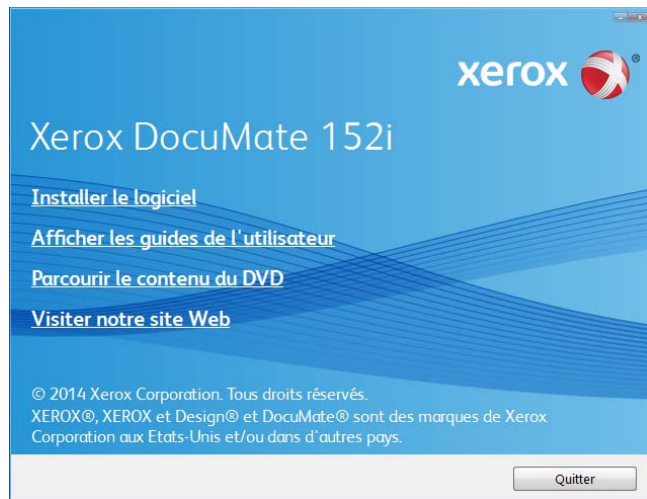 xerox ®
Xerox DocuMate 152i
Installer le logiciel
Afficher les guides de l'utilisateur
Parcourir le contenu du DVD
Visiter notre site Web
© 2014 Xerox Corporation. Tous droits réservés.
XEROX®, XEROX et Design® et DocuMate® sont des marques de Xerox
Corporation aux Etats-Unis et/ou dans d'autres pays.
Quitter